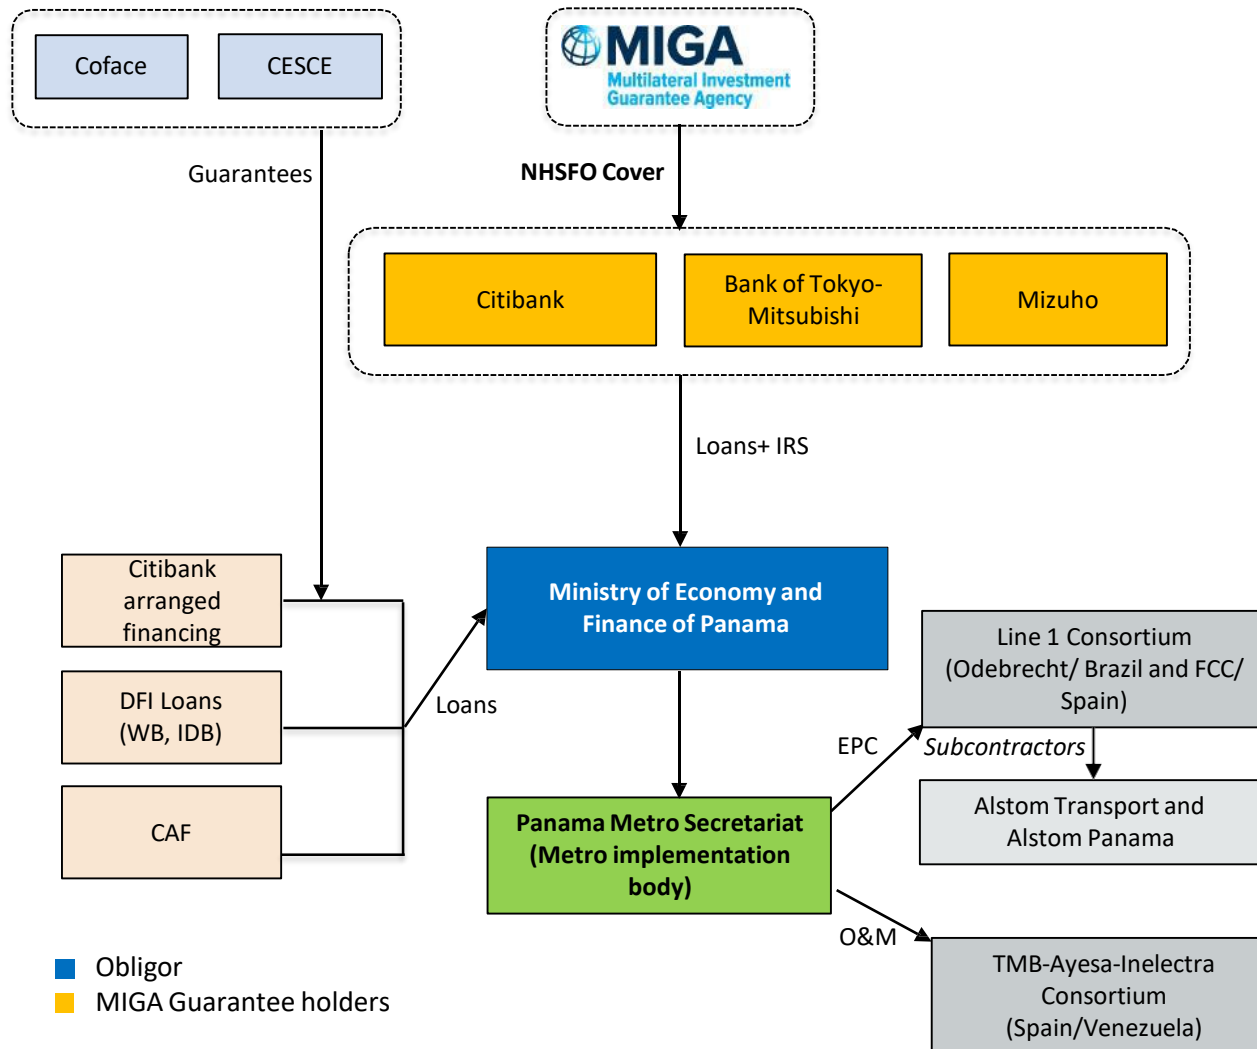 Coface
CESCE
MIGA
Multilateral Investment
Guarantee Agency
Guarantees
NHSFO Cover
Citibank
Bank of Tokyo-
Mitsubishi
Mizuho
Loans+ IRS
Citibank
arranged
financing
DFI Loans
(WB, IDB)
CAF
Loans
Ministry of Economy and
Finance of Panama
Panama Metro Secretariat
(Metro implementation
body)
EPC
Line 1 Consortium
(Odebrecht/ Brazil and FCC/
Spain)
Subcontractors
Alstom Transport and
Alstom Panama
O&M
TMB-Ayesa-Inelectra
Consortium
(Spain/Venezuela)
Obligor
MIGA Guarantee holders